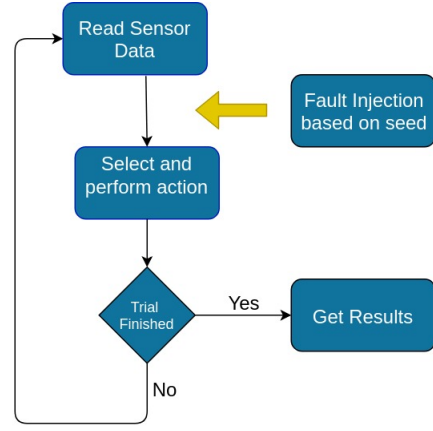 Read Sensor
Data
Fault Injection
based on seed
Select and
perform action
Trial
Finished
Yes
Get Results
No